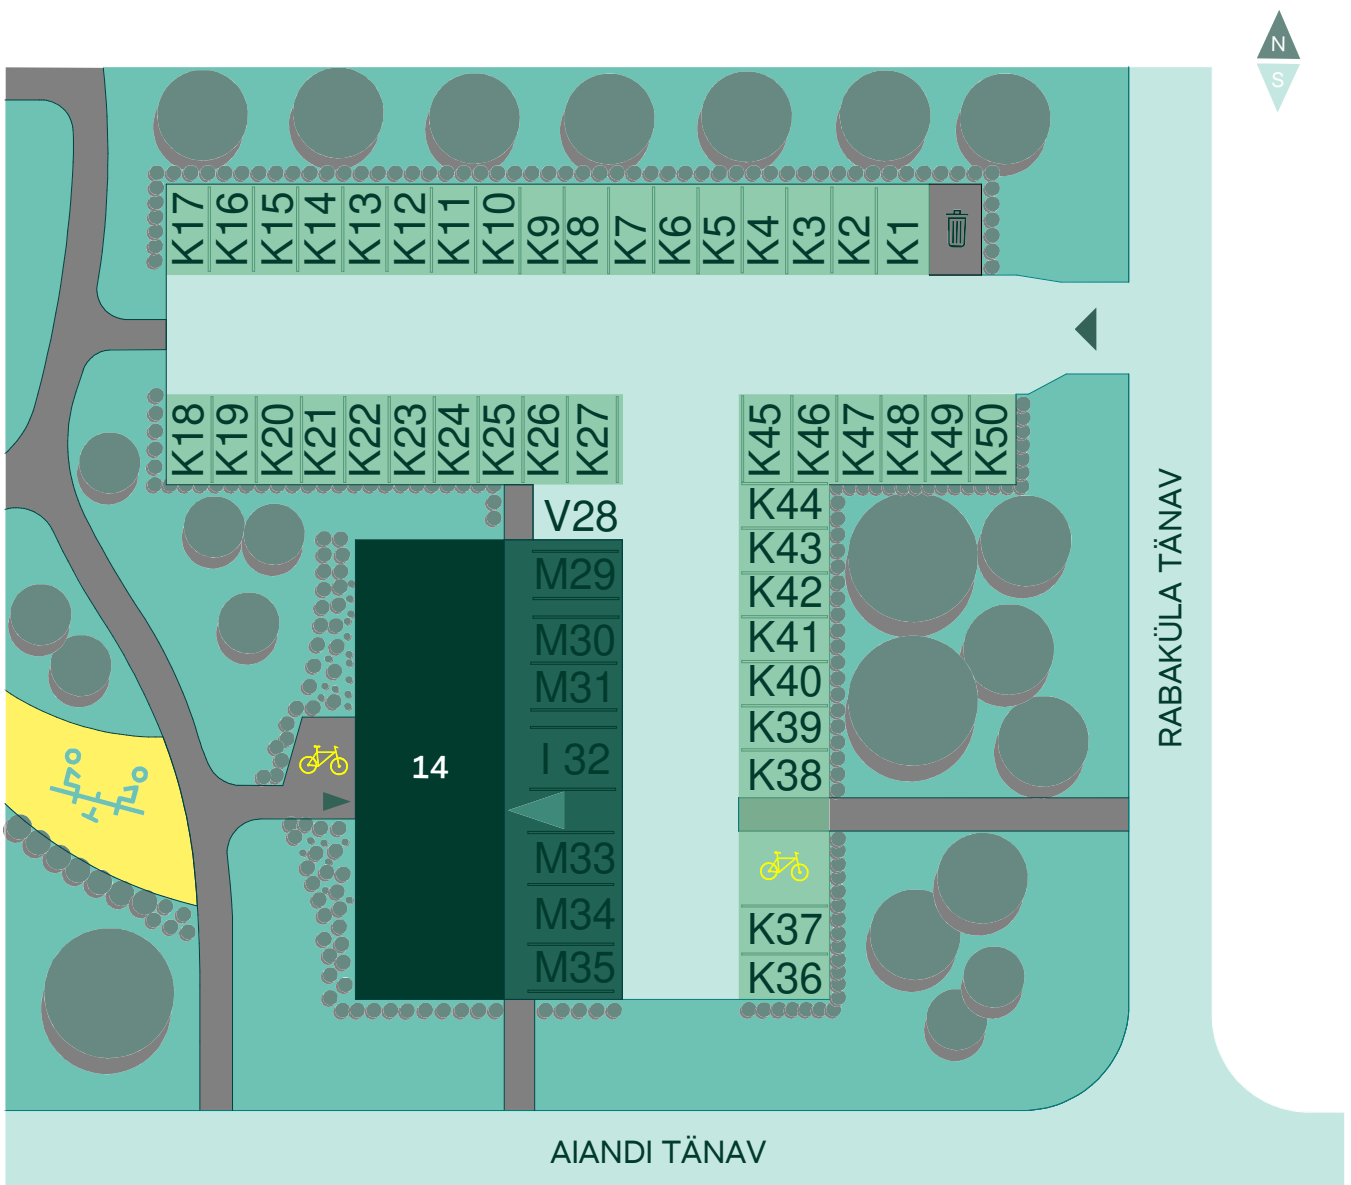 N
S
K17 K16 K15 K14 K13 K12 K11 K10 K9 K8 K7 K6 K5 K4 K3 K2 K1
K18 K19 K20 K21 K22 K23 K24 K25 K26 K27 K45 K46 K47 K48 K49 K50
V28 K44
M29 K43
K42
M30 K41
M31 K40
K39
14 I 32 K38
M33
M34 K37
M35 K36
RABAKÜLA TÄNAV
AIANDI TÄNAV